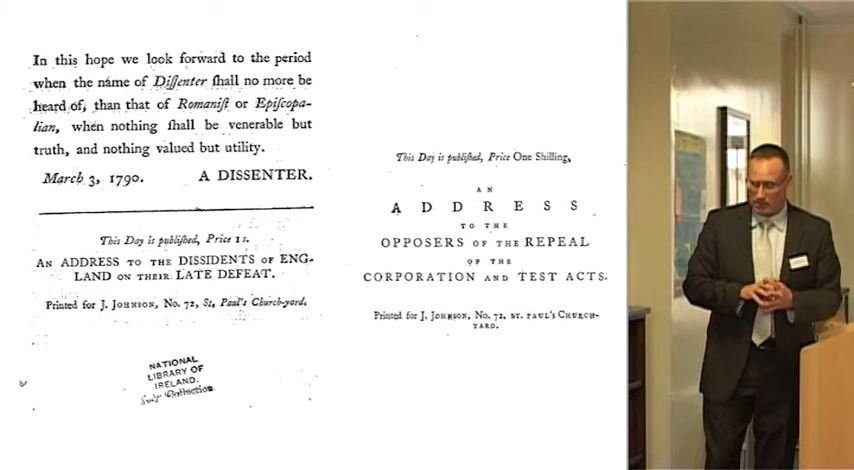 In this hope we look forward to the period
when the name of Diſſenter ſhall no more be
heard of, than that of Romaniſt or Epiſcopa-
lian, when nothing ſhall be venerable but
truth, and nothing valued but utility.
March 3, 1790. A DISSENTER.
This Day is publiſhed, Price 1s.
AN ADDRESS TO THE DISSIDENTS OF ENG-
LAND ON THEIR LATE DEFEAT.
Printed for J. JOHNSON, No. 72, St. Paul's Church-yard.
NATIONAL
LIBRARY OF
IRELAND.
Collection
This Day is publiſhed, Price One Shilling,
AN
ADDRESS
TO THE
OPPOSERS OF THE REPEAL
OF THE
CORPORATION AND TEST ACTS.
Printed for J. JOHNSON, No. 72, ST. PAUL'S CHURCH-
YARD.